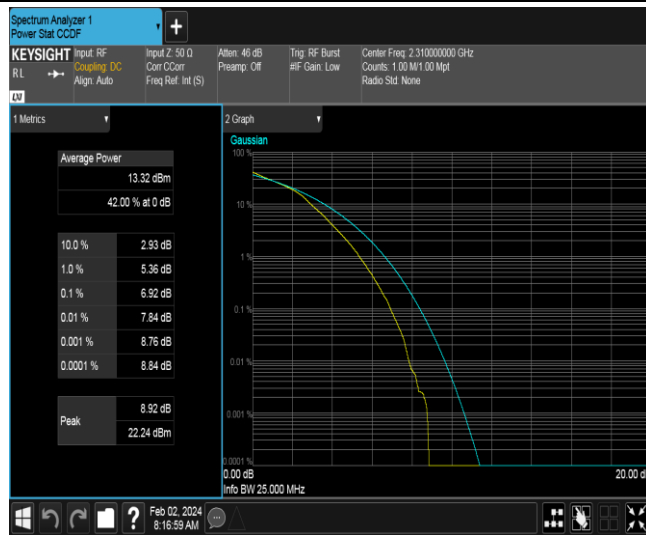 Spectrum Analyzer 1
Power Stat CCDF
+
KEYSIGHT
RL
Input: RF
Coupling: DC
Align: Auto
Input Z: 50 Ω
Corr CCorr
Freq Ref: Int (S)
Atten: 46 dB
Preamp: Off
Trig: RF Burst
#IF Gain: Low
Center Freq: 2.310000000 GHz
Counts: 1.00 M/1.00 Mpt
Radio Std: None
1 Metrics
Average Power
13.32 dBm
42.00 % at 0 dB
10.0 % 2.93 dB
1.0 % 5.36 dB
0.1 % 6.92 dB
0.01 % 7.84 dB
0.001 % 8.76 dB
0.0001 % 8.84 dB
Peak
8.92 dB
22.24 dBm
2 Graph
Gaussian
100 %
10 %
1 %
0.1 %
0.01 %
0.001 %
0.0001 %
0.00 dB 20.00 d
Info BW 25.000 MHz
? Feb 02, 2024
8:16:59 AM